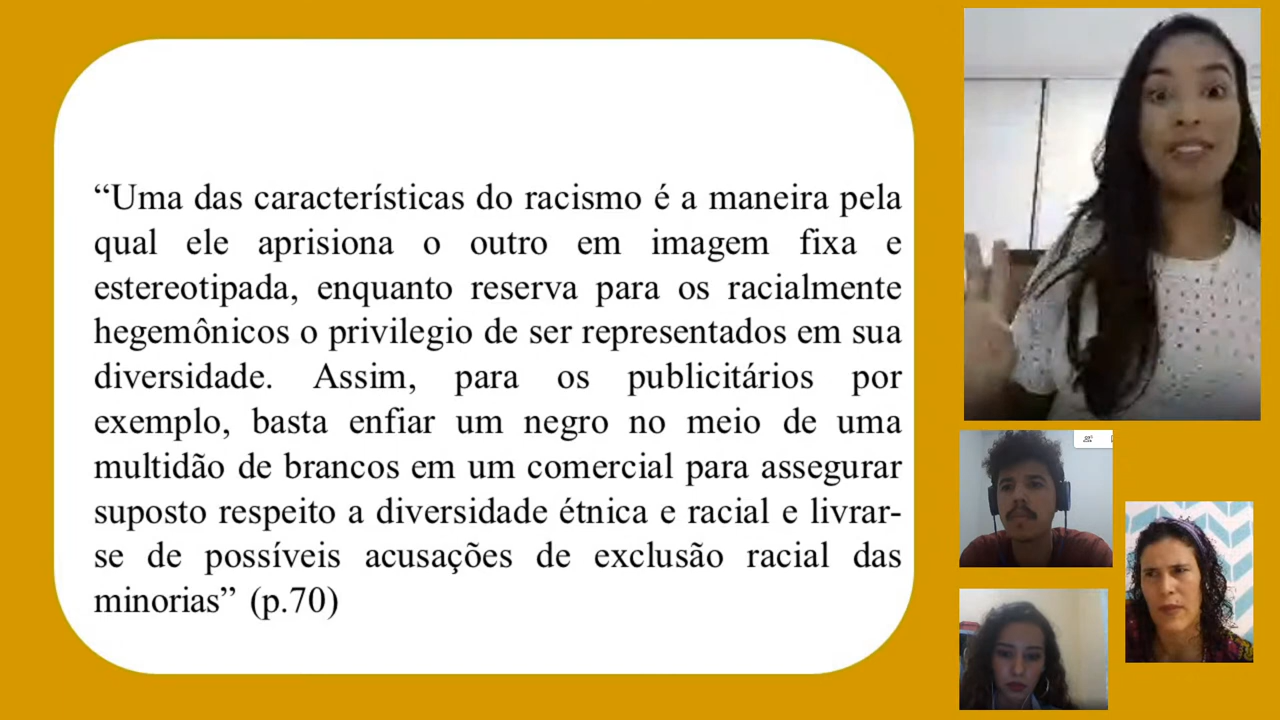 “Uma das características do racismo é a maneira pela
qual ele aprisiona o outro em imagem fixa e
estereotipada, enquanto reserva para os racialmente
hegemônicos o privilegio de ser representados em sua
diversidade. Assim, para os publicitários por
exemplo, basta enfiar um negro no meio de uma
multidão de brancos em um comercial para assegurar
suposto respeito a diversidade étnica e racial e livrar-
se de possíveis acusações de exclusão racial das
minorias” (p.70)